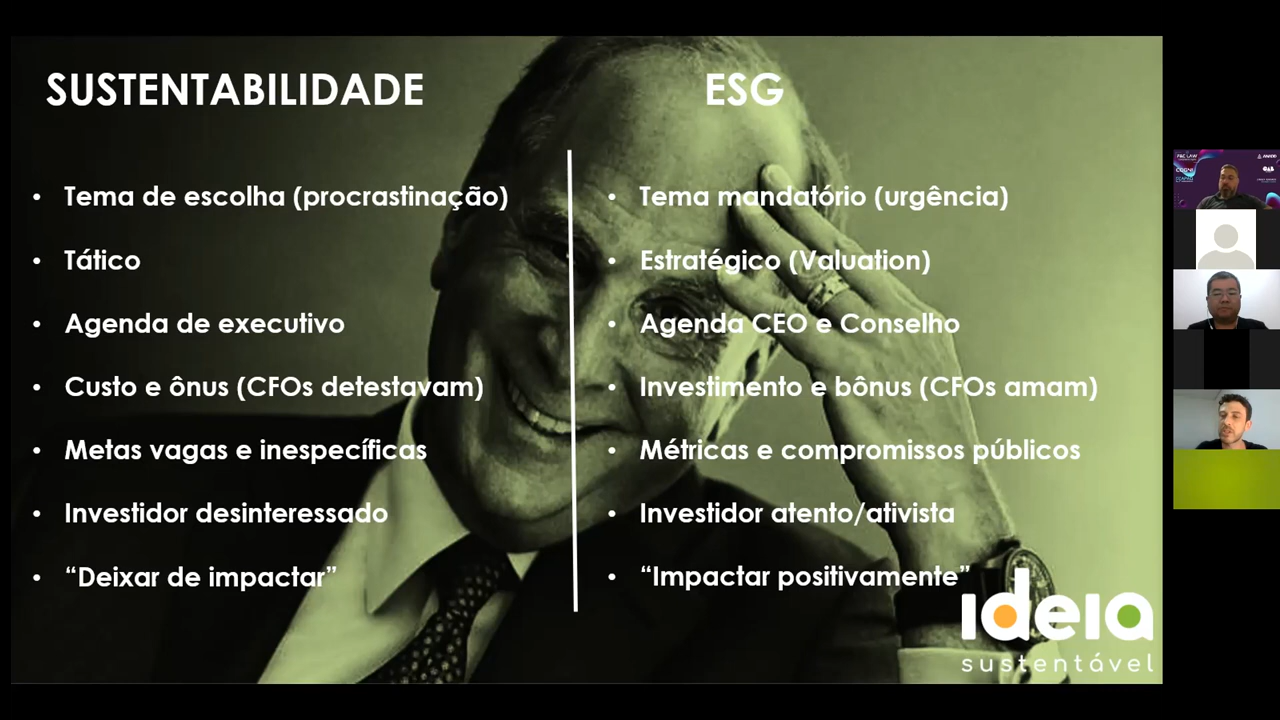 SUSTENTABILIDADE
• Tema de escolha (procrastinação)
• Tático
• Agenda de executivo
• Custo e ônus (CFOs detestavam)
• Metas vagas e inespecíficas
• Investidor desinteressado
• “Deixar de impactar”
ESG
• Tema mandatório (urgência)
• Estratégico (Valuation)
• Agenda CEO e Conselho
• Investimento e bônus (CFOs amam)
• Métricas e compromissos públicos
• Investidor atento/ativista
• “Impactar positivamente”
ideia
sustentável